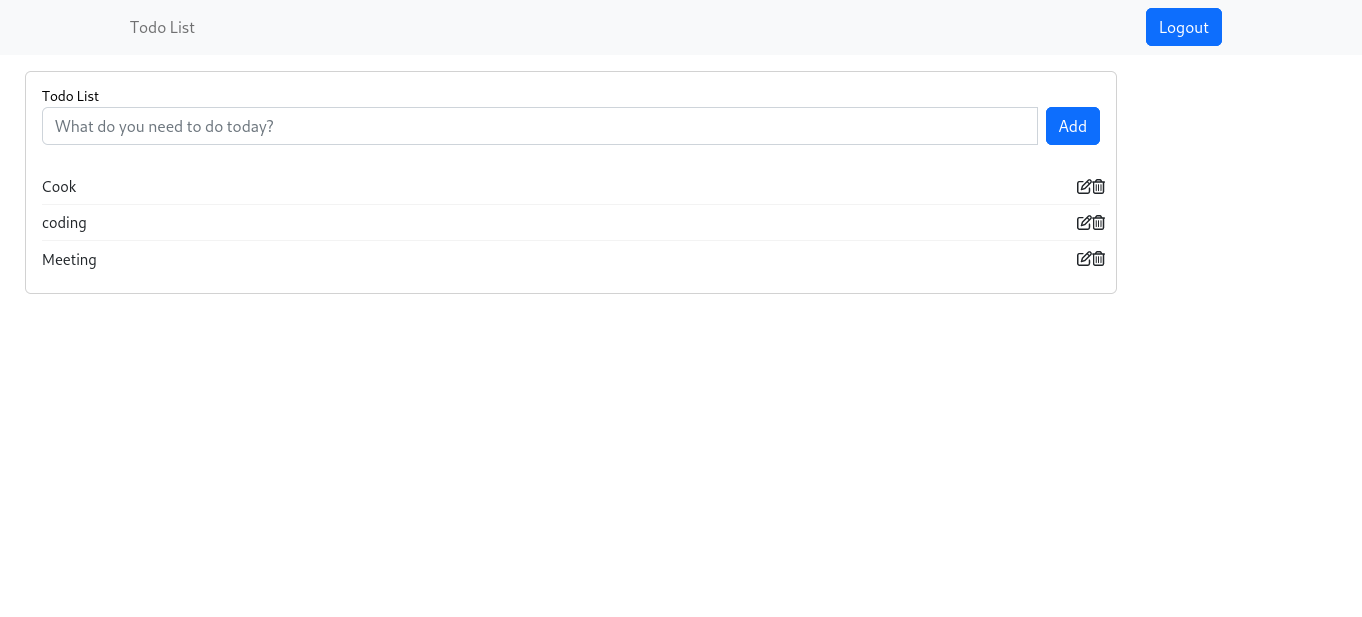 Todo List
Logout
Todo List
What do you need to do today?
Add
Cook
coding
Meeting